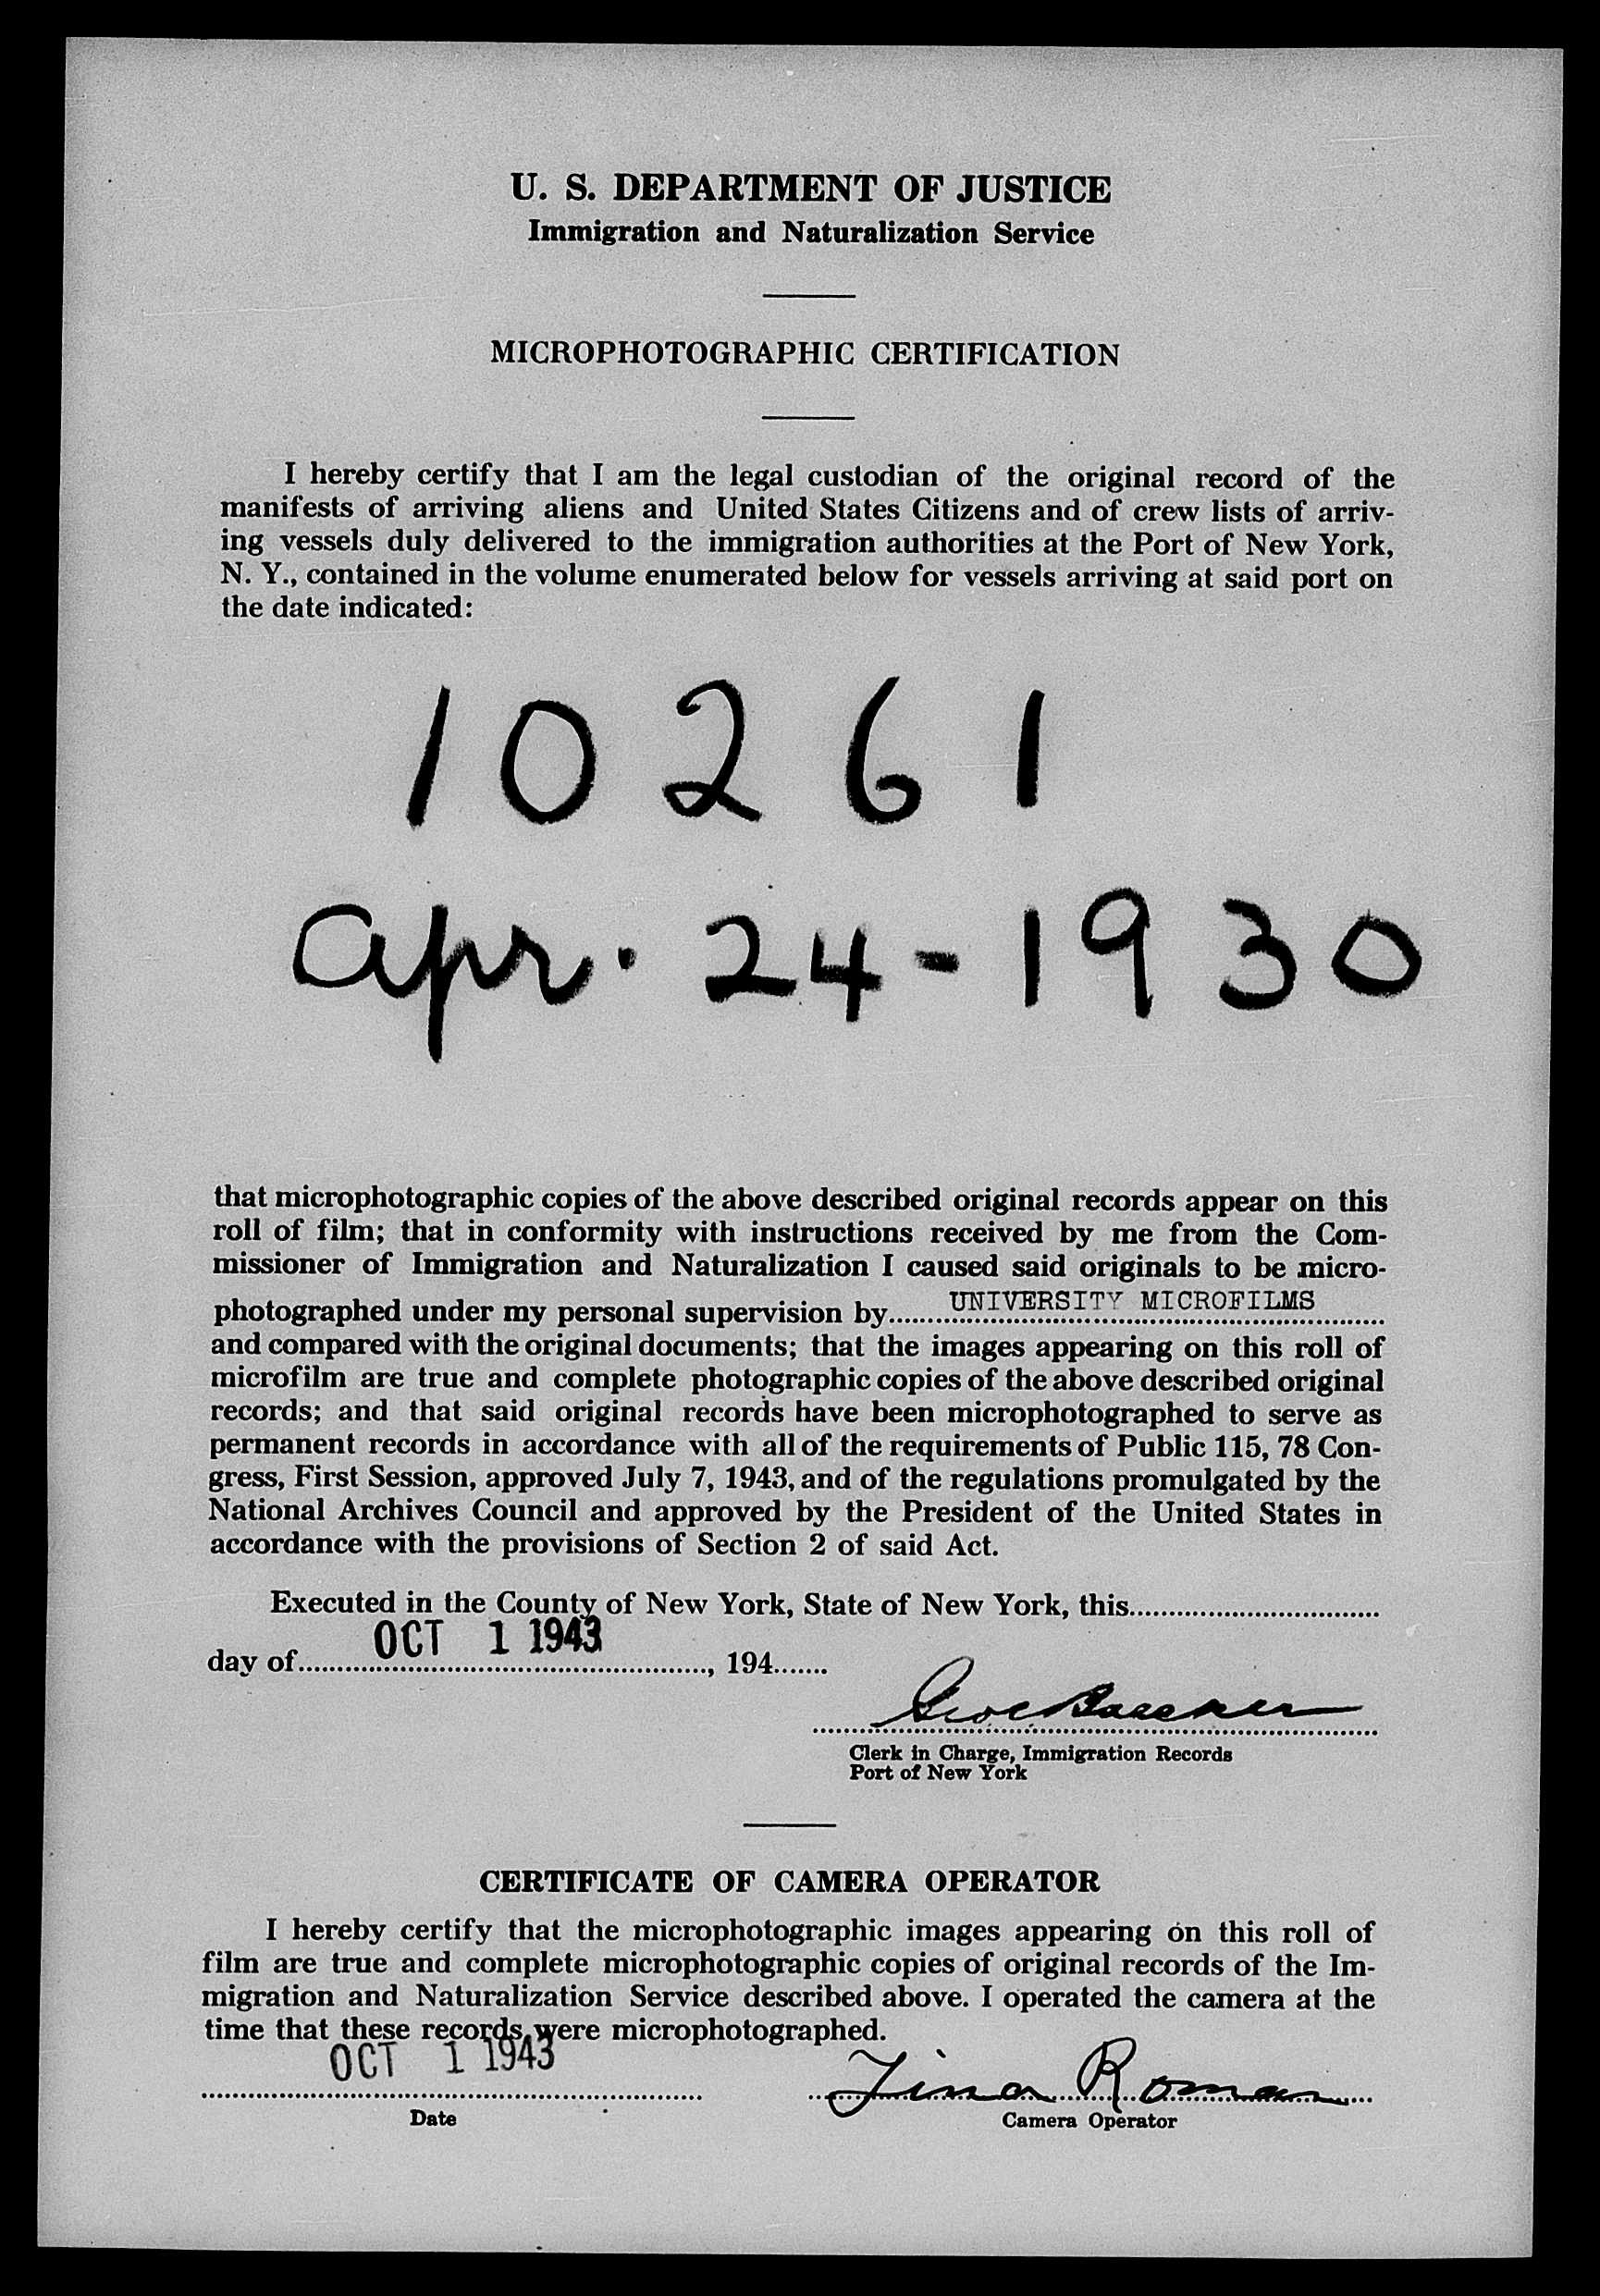 U. S. DEPARTMENT OF JUSTICE
Immigration and Naturalization Service
MICROPHOTOGRAPHIC CERTIFICATION
I hereby certify that I am the legal custodian of the original record of the
manifests of arriving aliens and United States Citizens and of crew lists of arriv-
ing vessels duly delivered to the immigration authorities at the Port of New York,
N. Y., contained in the volume enumerated below for vessels arriving at said port on
the date indicated:
10261
apr. 24-1930
that microphotographic copies of the above described original records appear on this
roll of film; that in conformity with instructions received by me from the Com-
missioner of Immigration and Naturalization I caused said originals to be micro-
photographed under my personal supervision by UNIVERSITY MICROFILMS
and compared with the original documents; that the images appearing on this roll of
microfilm are true and complete photographic copies of the above described original
records; and that said original records have been microphotographed to serve as
permanent records in accordance with all of the requirements of Public 115, 78 Con-
gress, First Session, approved July 7, 1943, and of the regulations promulgated by the
National Archives Council and approved by the President of the United States in
accordance with the provisions of Section 2 of said Act.
Executed in the County of New York, State of New York, this
day of OCT 1 1943, 194
Clerk in Charge, Immigration Records
Port of New York
CERTIFICATE OF CAMERA OPERATOR
I hereby certify that the microphotographic images appearing on this roll of
film are true and complete microphotographic copies of original records of the Im-
migration and Naturalization Service described above. I operated the camera at the
time that these records were microphotographed.
OCT 1 1943 Tina Roman
Date Camera Operator